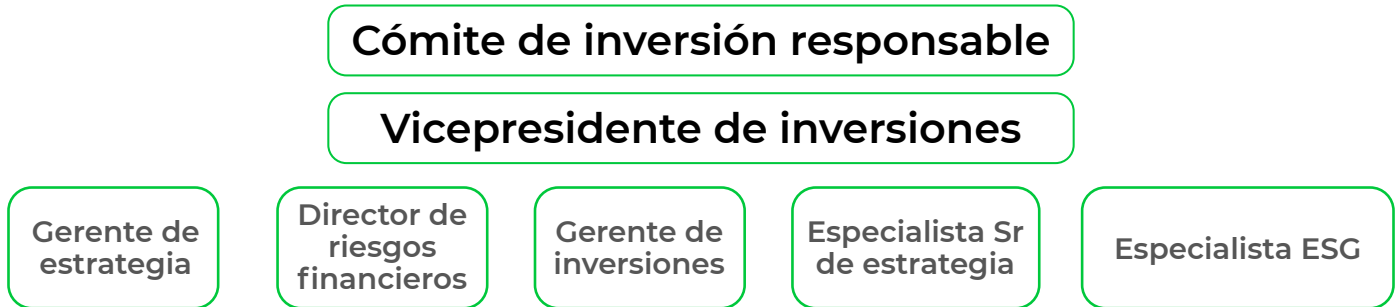 Cómite de inversión responsable
Vicepresidente de inversiones
Gerente de
estrategia
Director de
riesgos
financieros
Gerente de
inversiones
Especialista Sr
de estrategia
Especialista ESG